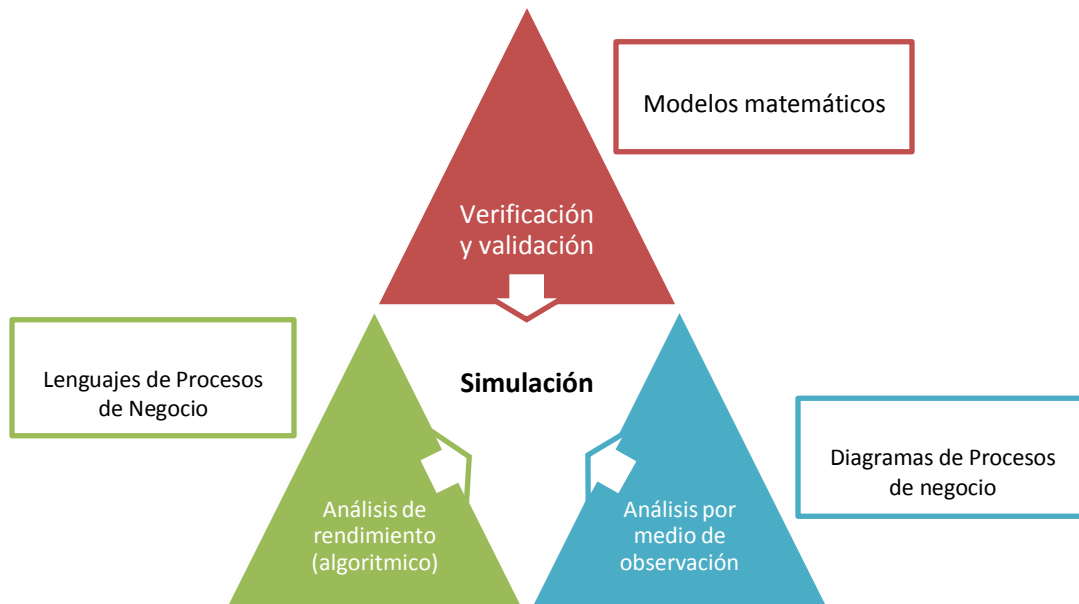 Modelos matemáticos
Verificación
y validación
Lenguajes de Procesos
de Negocio
Simulación
Diagramas de Procesos
de negocio
Análisis de
rendimiento
(algoritmico)
Análisis por
medio de
observación